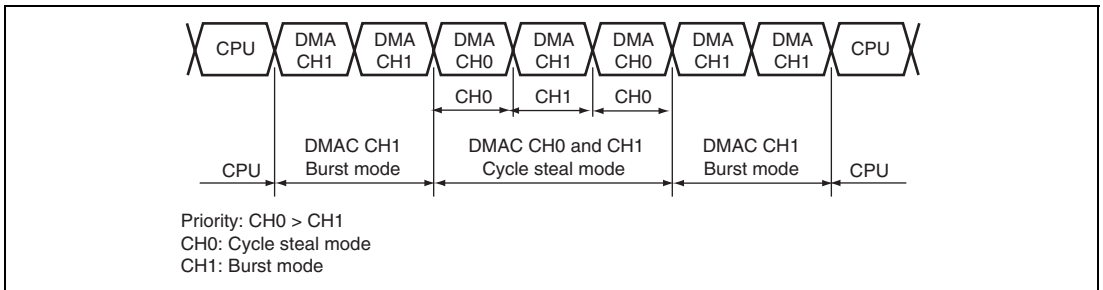 CPU DMA CH1 DMA CH1 DMA CH0 DMA CH1 DMA CH0 DMA CH1 DMA CH1 CPU
CH0 CH1 CH0
CPU DMAC CH1 Burst mode DMAC CH0 and CH1 Cycle steal mode DMAC CH1 Burst mode CPU
Priority: CH0 > CH1
CH0: Cycle steal mode
CH1: Burst mode